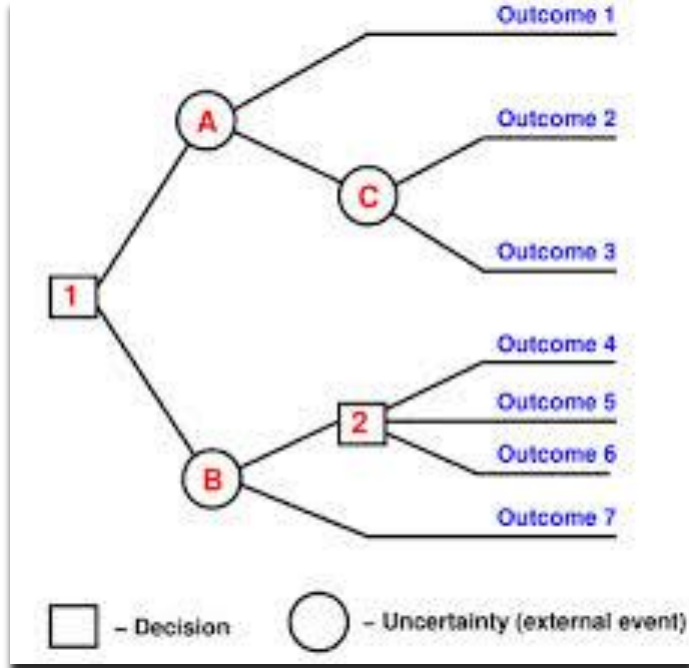 Outcome 1
A
Outcome 2
C
Outcome 3
1
Outcome 4
2
Outcome 5
Outcome 6
B
Outcome 7
– Decision
– Uncertainty (external event)